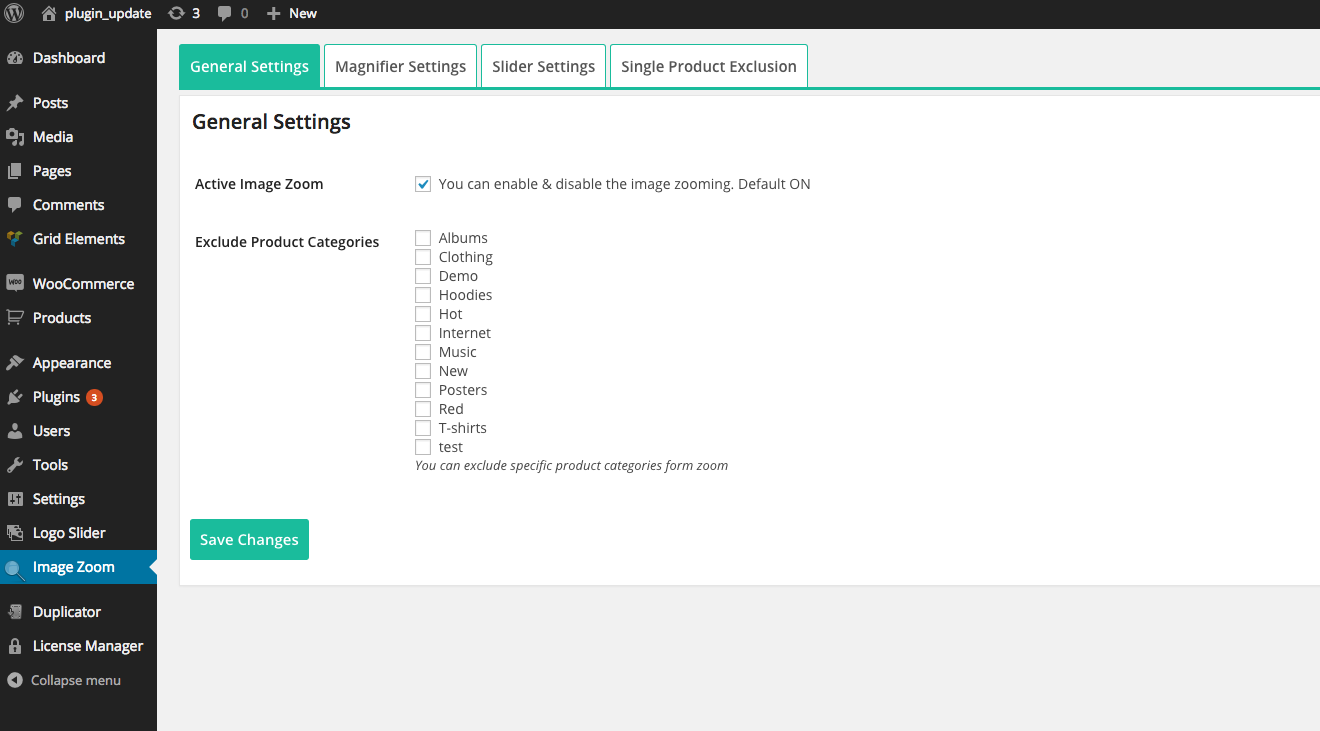 plugin_update 3 0 New
Dashboard
Posts
Media
Pages
Comments
Grid Elements
WOO WooCommerce
Products
Appearance
Plugins 3
Users
Tools
Settings
Logo Slider
Image Zoom
Duplicator
License Manager
Collapse menu
General Settings Magnifier Settings Slider Settings Single Product Exclusion
General Settings
Active Image Zoom You can enable & disable the image zooming. Default ON
Exclude Product Categories
Albums
Clothing
Demo
Hoodies
Hot
Internet
Music
New
Posters
Red
T-shirts
test
You can exclude specific product categories form zoom
Save Changes